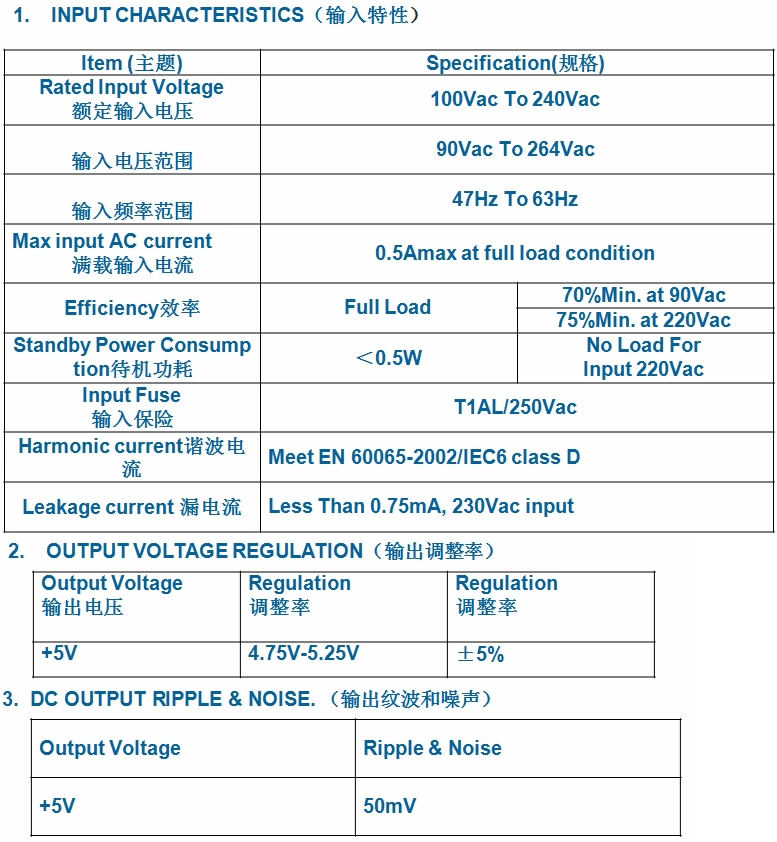 1. INPUT CHARACTERISTICS（输入特性）
Item (主题)
Specification(规格)
Rated Input Voltage
额定输入电压
100Vac To 240Vac
输入电压范围
90Vac To 264Vac
输入频率范围
47Hz To 63Hz
Max input AC current
满载输入电流
0.5Amax at full load condition
Efficiency效率
Full Load
70%Min. at 90Vac
75%Min. at 220Vac
Standby Power Consump
tion待机功耗
＜0.5W
No Load For
Input 220Vac
Input Fuse
输入保险
T1AL/250Vac
Harmonic current谐波电
流
Meet EN 60065-2002/IEC6 class D
Leakage current 漏电流
Less Than 0.75mA, 230Vac input
2. OUTPUT VOLTAGE REGULATION（输出调整率）
Output Voltage
输出电压
Regulation
调整率
Regulation
调整率
+5V
4.75V-5.25V
±5%
3. DC OUTPUT RIPPLE & NOISE.（输出纹波和噪声）
Output Voltage
Ripple & Noise
+5V
50mV